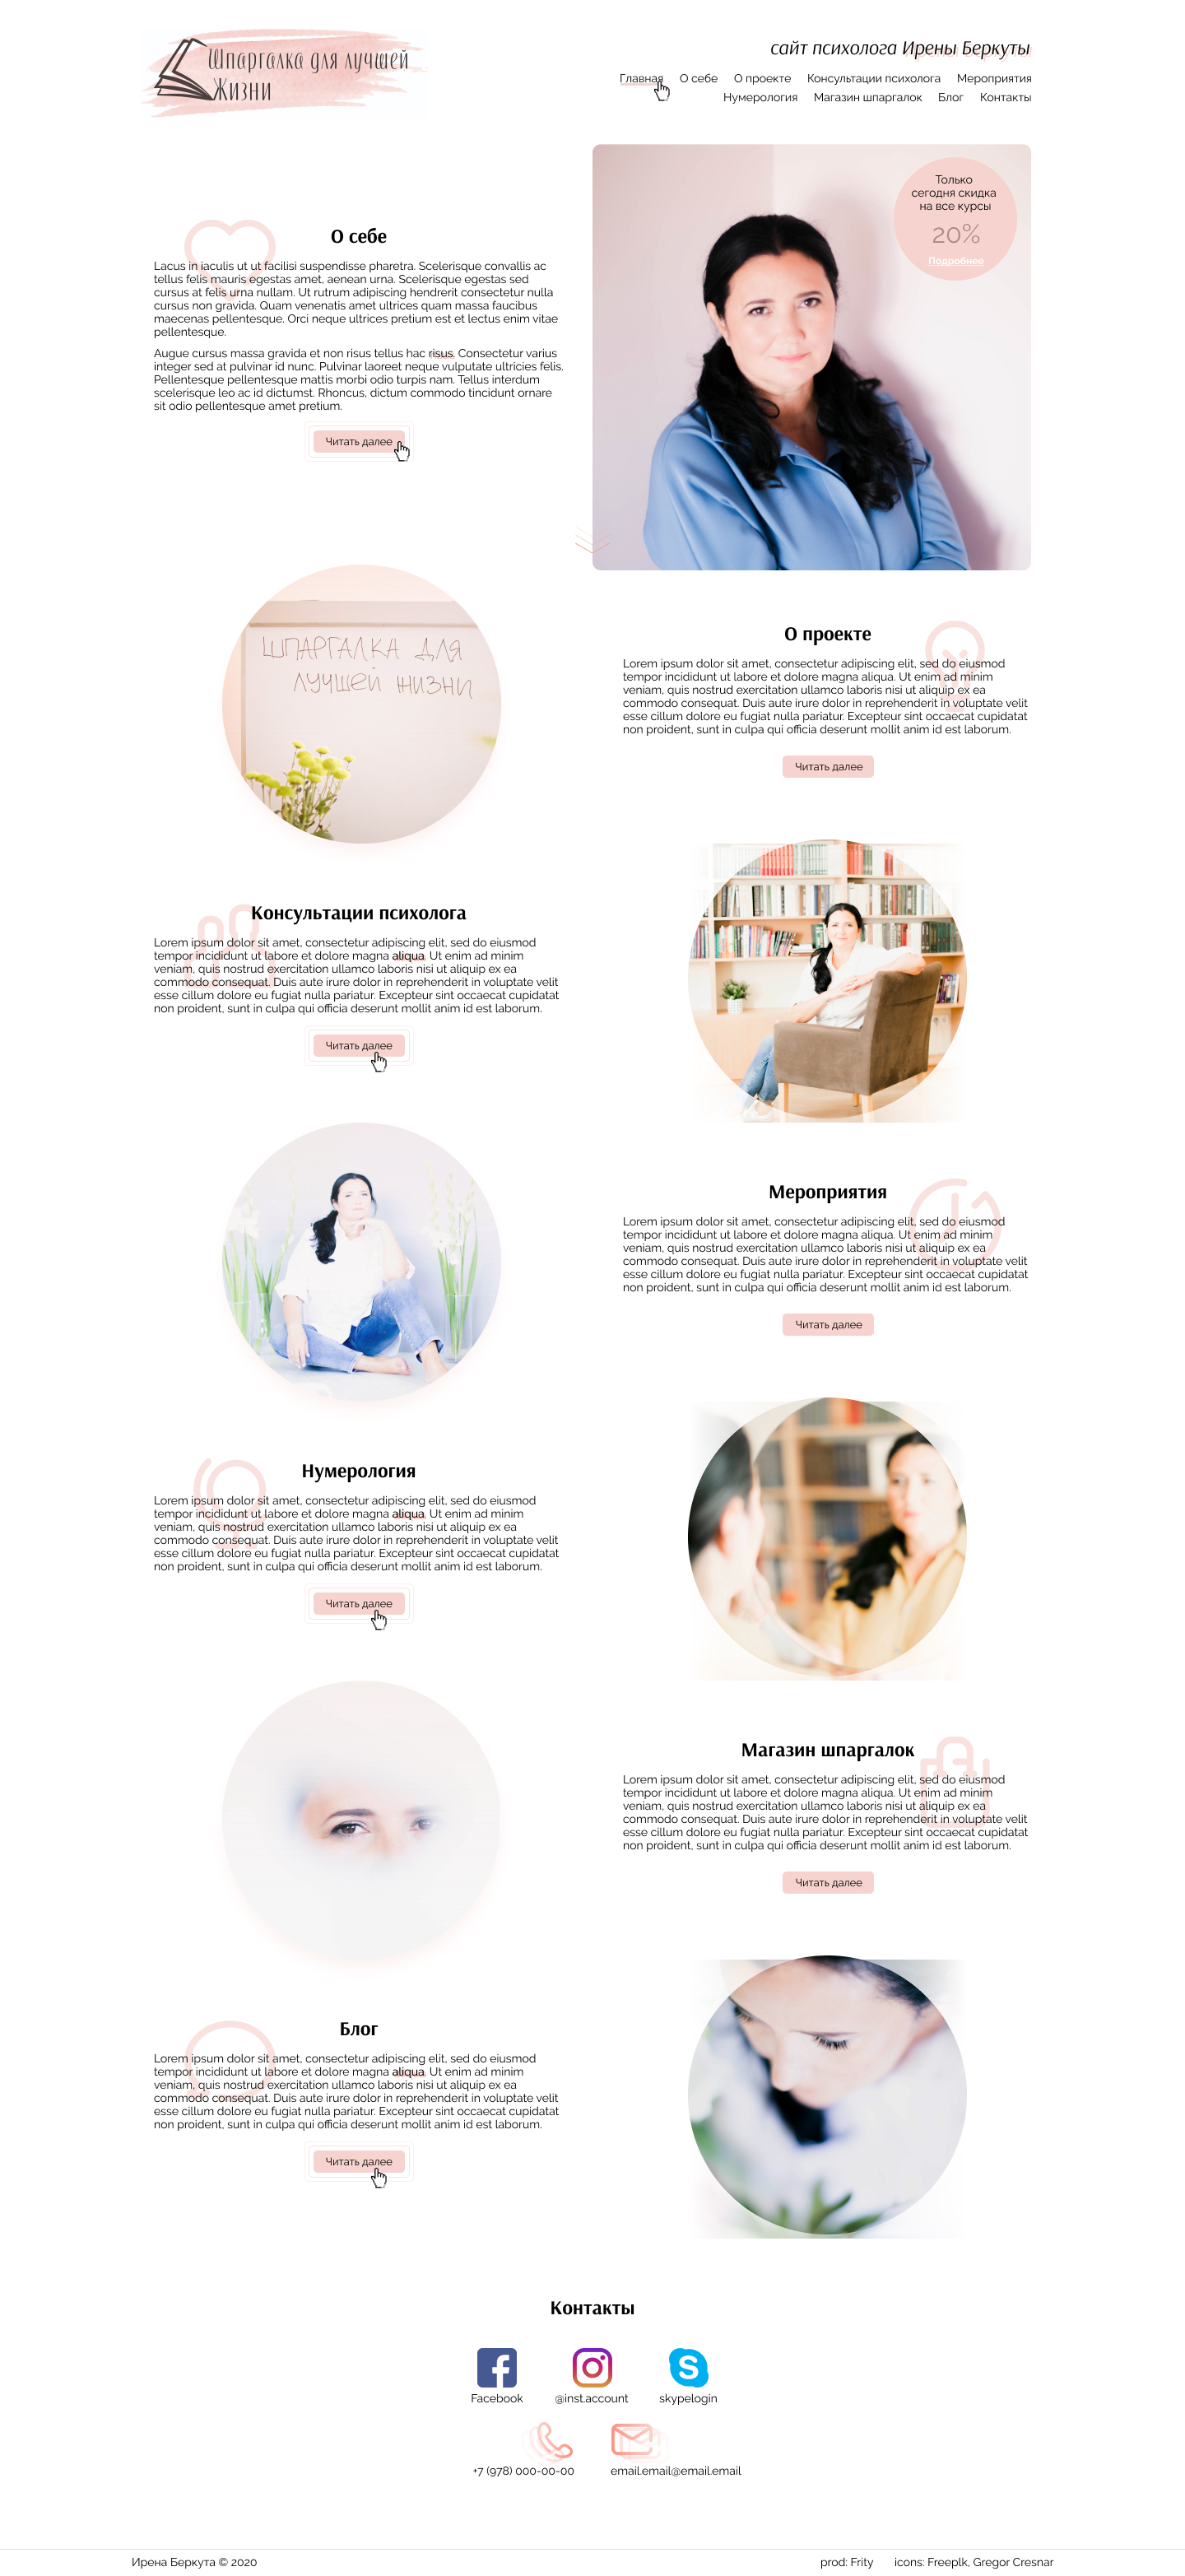 Шпаргалка для лучшей
Жизни
сайт психолога Ирены Беркуты
Главная О себе О проекте Консультации психолога Мероприятия
Нумерология Магазин шпаргалок Блог Контакты
Только
сегодня скидка
на все курсы
20%
Подробнее
О себе
Lacus in iaculis ut ut facilisi suspendisse pharetra. Scelerisque convallis ac
tellus felis mauris egestas amet, aenean urna. Scelerisque egestas sed
cursus at felis urna nullam. Ut rutrum adipiscing hendrerit consectetur nulla
cursus non gravida. Quam venenatis amet ultrices quam massa faucibus
maecenas pellentesque. Orci neque ultrices pretium est et lectus enim vitae
pellentesque.
Augue cursus massa gravida et non risus tellus hac risus. Consectetur varius
integer sed at pulvinar id nunc. Pulvinar laoreet neque vulputate ultricies felis.
Pellentesque pellentesque mattis morbi odio turpis nam. Tellus interdum
scelerisque leo ac id dictumst. Rhoncus, dictum commodo tincidunt ornare
sit odio pellentesque amet pretium.
Читать далее
ШПАРГАЛКА ДЛЯ
ЛУЧШЕЙ ЖИЗНИ
О проекте
Lorem ipsum dolor sit amet, consectetur adipiscing elit, sed do eiusmod
tempor incididunt ut labore et dolore magna aliqua. Ut enim ad minim
veniam, quis nostrud exercitation ullamco laboris nisi ut aliquip ex ea
commodo consequat. Duis aute irure dolor in reprehenderit in voluptate velit
esse cillum dolore eu fugiat nulla pariatur. Excepteur sint occaecat cupidatat
non proident, sunt in culpa qui officia deserunt mollit anim id est laborum.
Читать далее
Консультации психолога
Lorem ipsum dolor sit amet, consectetur adipiscing elit, sed do eiusmod
tempor incididunt ut labore et dolore magna aliqua. Ut enim ad minim
veniam, quis nostrud exercitation ullamco laboris nisi ut aliquip ex ea
commodo consequat. Duis aute irure dolor in reprehenderit in voluptate velit
esse cillum dolore eu fugiat nulla pariatur. Excepteur sint occaecat cupidatat
non proident, sunt in culpa qui officia deserunt mollit anim id est laborum.
Читать далее
Мероприятия
Lorem ipsum dolor sit amet, consectetur adipiscing elit, sed do eiusmod
tempor incididunt ut labore et dolore magna aliqua. Ut enim ad minim
veniam, quis nostrud exercitation ullamco laboris nisi ut aliquip ex ea
commodo consequat. Duis aute irure dolor in reprehenderit in voluptate velit
esse cillum dolore eu fugiat nulla pariatur. Excepteur sint occaecat cupidatat
non proident, sunt in culpa qui officia deserunt mollit anim id est laborum.
Читать далее
Нумерология
Lorem ipsum dolor sit amet, consectetur adipiscing elit, sed do eiusmod
tempor incididunt ut labore et dolore magna aliqua. Ut enim ad minim
veniam, quis nostrud exercitation ullamco laboris nisi ut aliquip ex ea
commodo consequat. Duis aute irure dolor in reprehenderit in voluptate velit
esse cillum dolore eu fugiat nulla pariatur. Excepteur sint occaecat cupidatat
non proident, sunt in culpa qui officia deserunt mollit anim id est laborum.
Читать далее
Магазин шпаргалок
Lorem ipsum dolor sit amet, consectetur adipiscing elit, sed do eiusmod
tempor incididunt ut labore et dolore magna aliqua. Ut enim ad minim
veniam, quis nostrud exercitation ullamco laboris nisi ut aliquip ex ea
commodo consequat. Duis aute irure dolor in reprehenderit in voluptate velit
esse cillum dolore eu fugiat nulla pariatur. Excepteur sint occaecat cupidatat
non proident, sunt in culpa qui officia deserunt mollit anim id est laborum.
Читать далее
Блог
Lorem ipsum dolor sit amet, consectetur adipiscing elit, sed do eiusmod
tempor incididunt ut labore et dolore magna aliqua. Ut enim ad minim
veniam, quis nostrud exercitation ullamco laboris nisi ut aliquip ex ea
commodo consequat. Duis aute irure dolor in reprehenderit in voluptate velit
esse cillum dolore eu fugiat nulla pariatur. Excepteur sint occaecat cupidatat
non proident, sunt in culpa qui officia deserunt mollit anim id est laborum.
Читать далее
Контакты
Facebook @inst.account skypelogin
+7 (978) 000-00-00 email.email@email.email
Ирена Беркута © 2020 prod: Frity icons: Freeplk, Gregor Cresnar